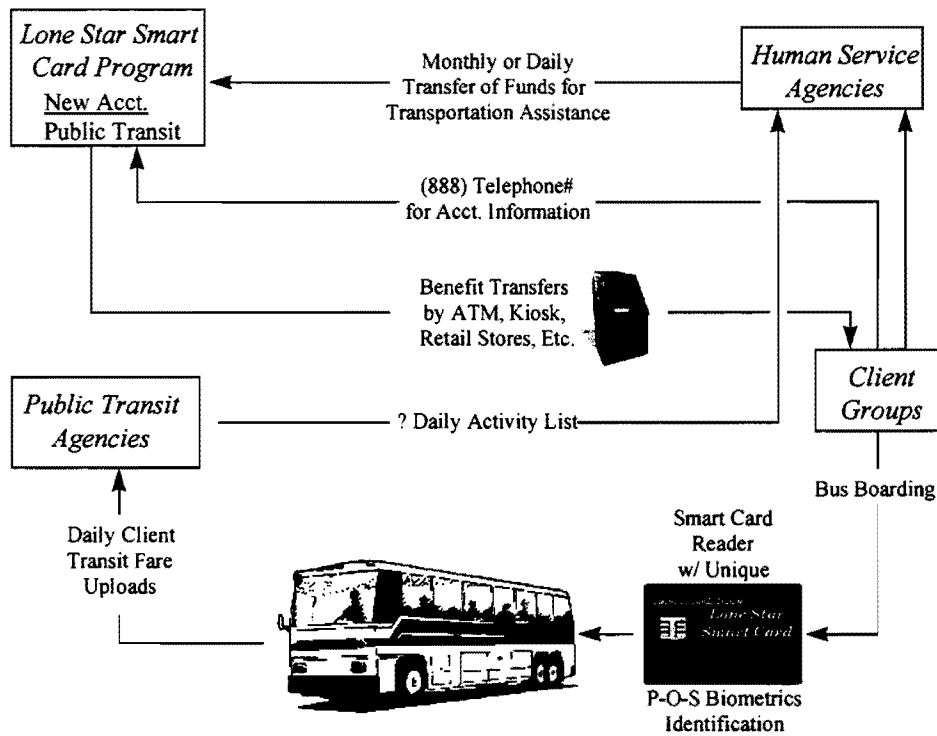 Lone Star Smart
Card Program
New Acct.
Public Transit
Monthly or Daily
Transfer of Funds for
Transportation Assistance
Human Service
Agencies
(888) Telephone#
for Acct. Information
Benefit Transfers
by ATM, Kiosk,
Retail Stores, Etc.
Client
Groups
Public Transit
Agencies
? Daily Activity List
Bus Boarding
Daily Client
Transit Fare
Uploads
Smart Card
Reader
w/ Unique
Lone Star
Smart Card
P-O-S Biometrics
Identification